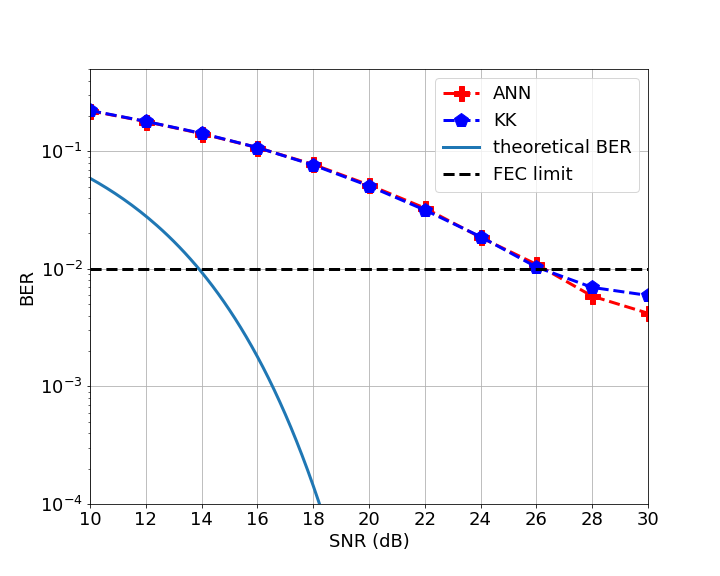 ANN
KK
theoretical BER
FEC limit
BER
10⁻¹
10⁻²
10⁻³
10⁻⁴
10 12 14 16 18 20 22 24 26 28 30
SNR (dB)